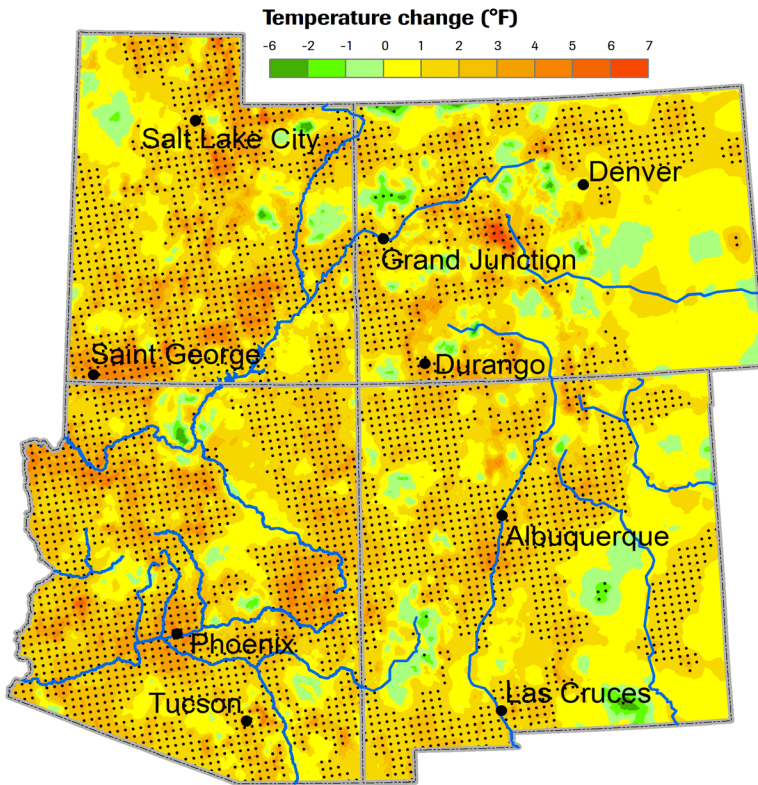 Temperature change (°F)
-6 -2 -1 0 1 2 3 4 5 6 7
Salt Lake City
Denver
Grand Junction
Saint George
Durango
Albuquerque
Phoenix
Las Cruces
Tucson